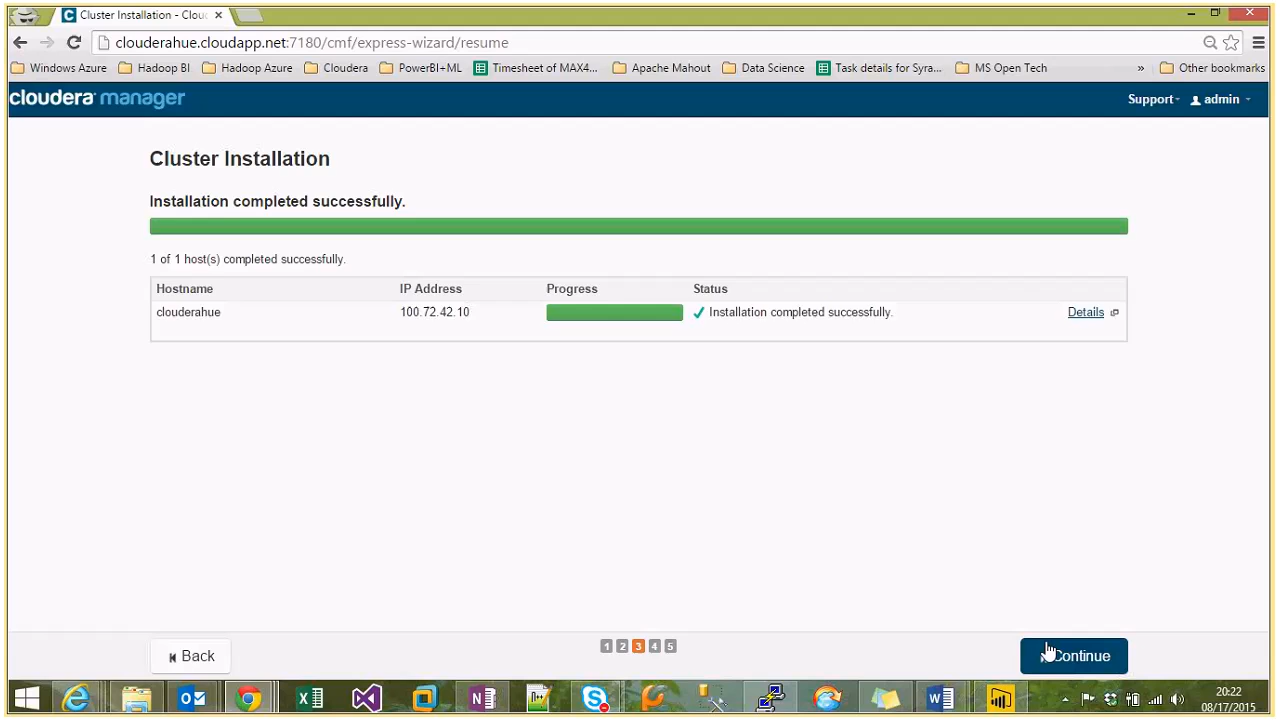 Cluster Installation - Clou
clouderahue.cloudapp.net:7180/cmf/express-wizard/resume
Windows Azure Hadoop BI Hadoop Azure Cloudera PowerBI+ML Timesheet of MAX4... Apache Mahout Data Science Task details for Syra... MS Open Tech » Other bookmarks
cloudera manager Support admin
Cluster Installation
Installation completed successfully.
1 of 1 host(s) completed successfully.
Hostname IP Address Progress Status
clouderahue 100.72.42.10 Installation completed successfully. Details
Back 1 2 3 4 5 Continue
20:22
08/17/2015